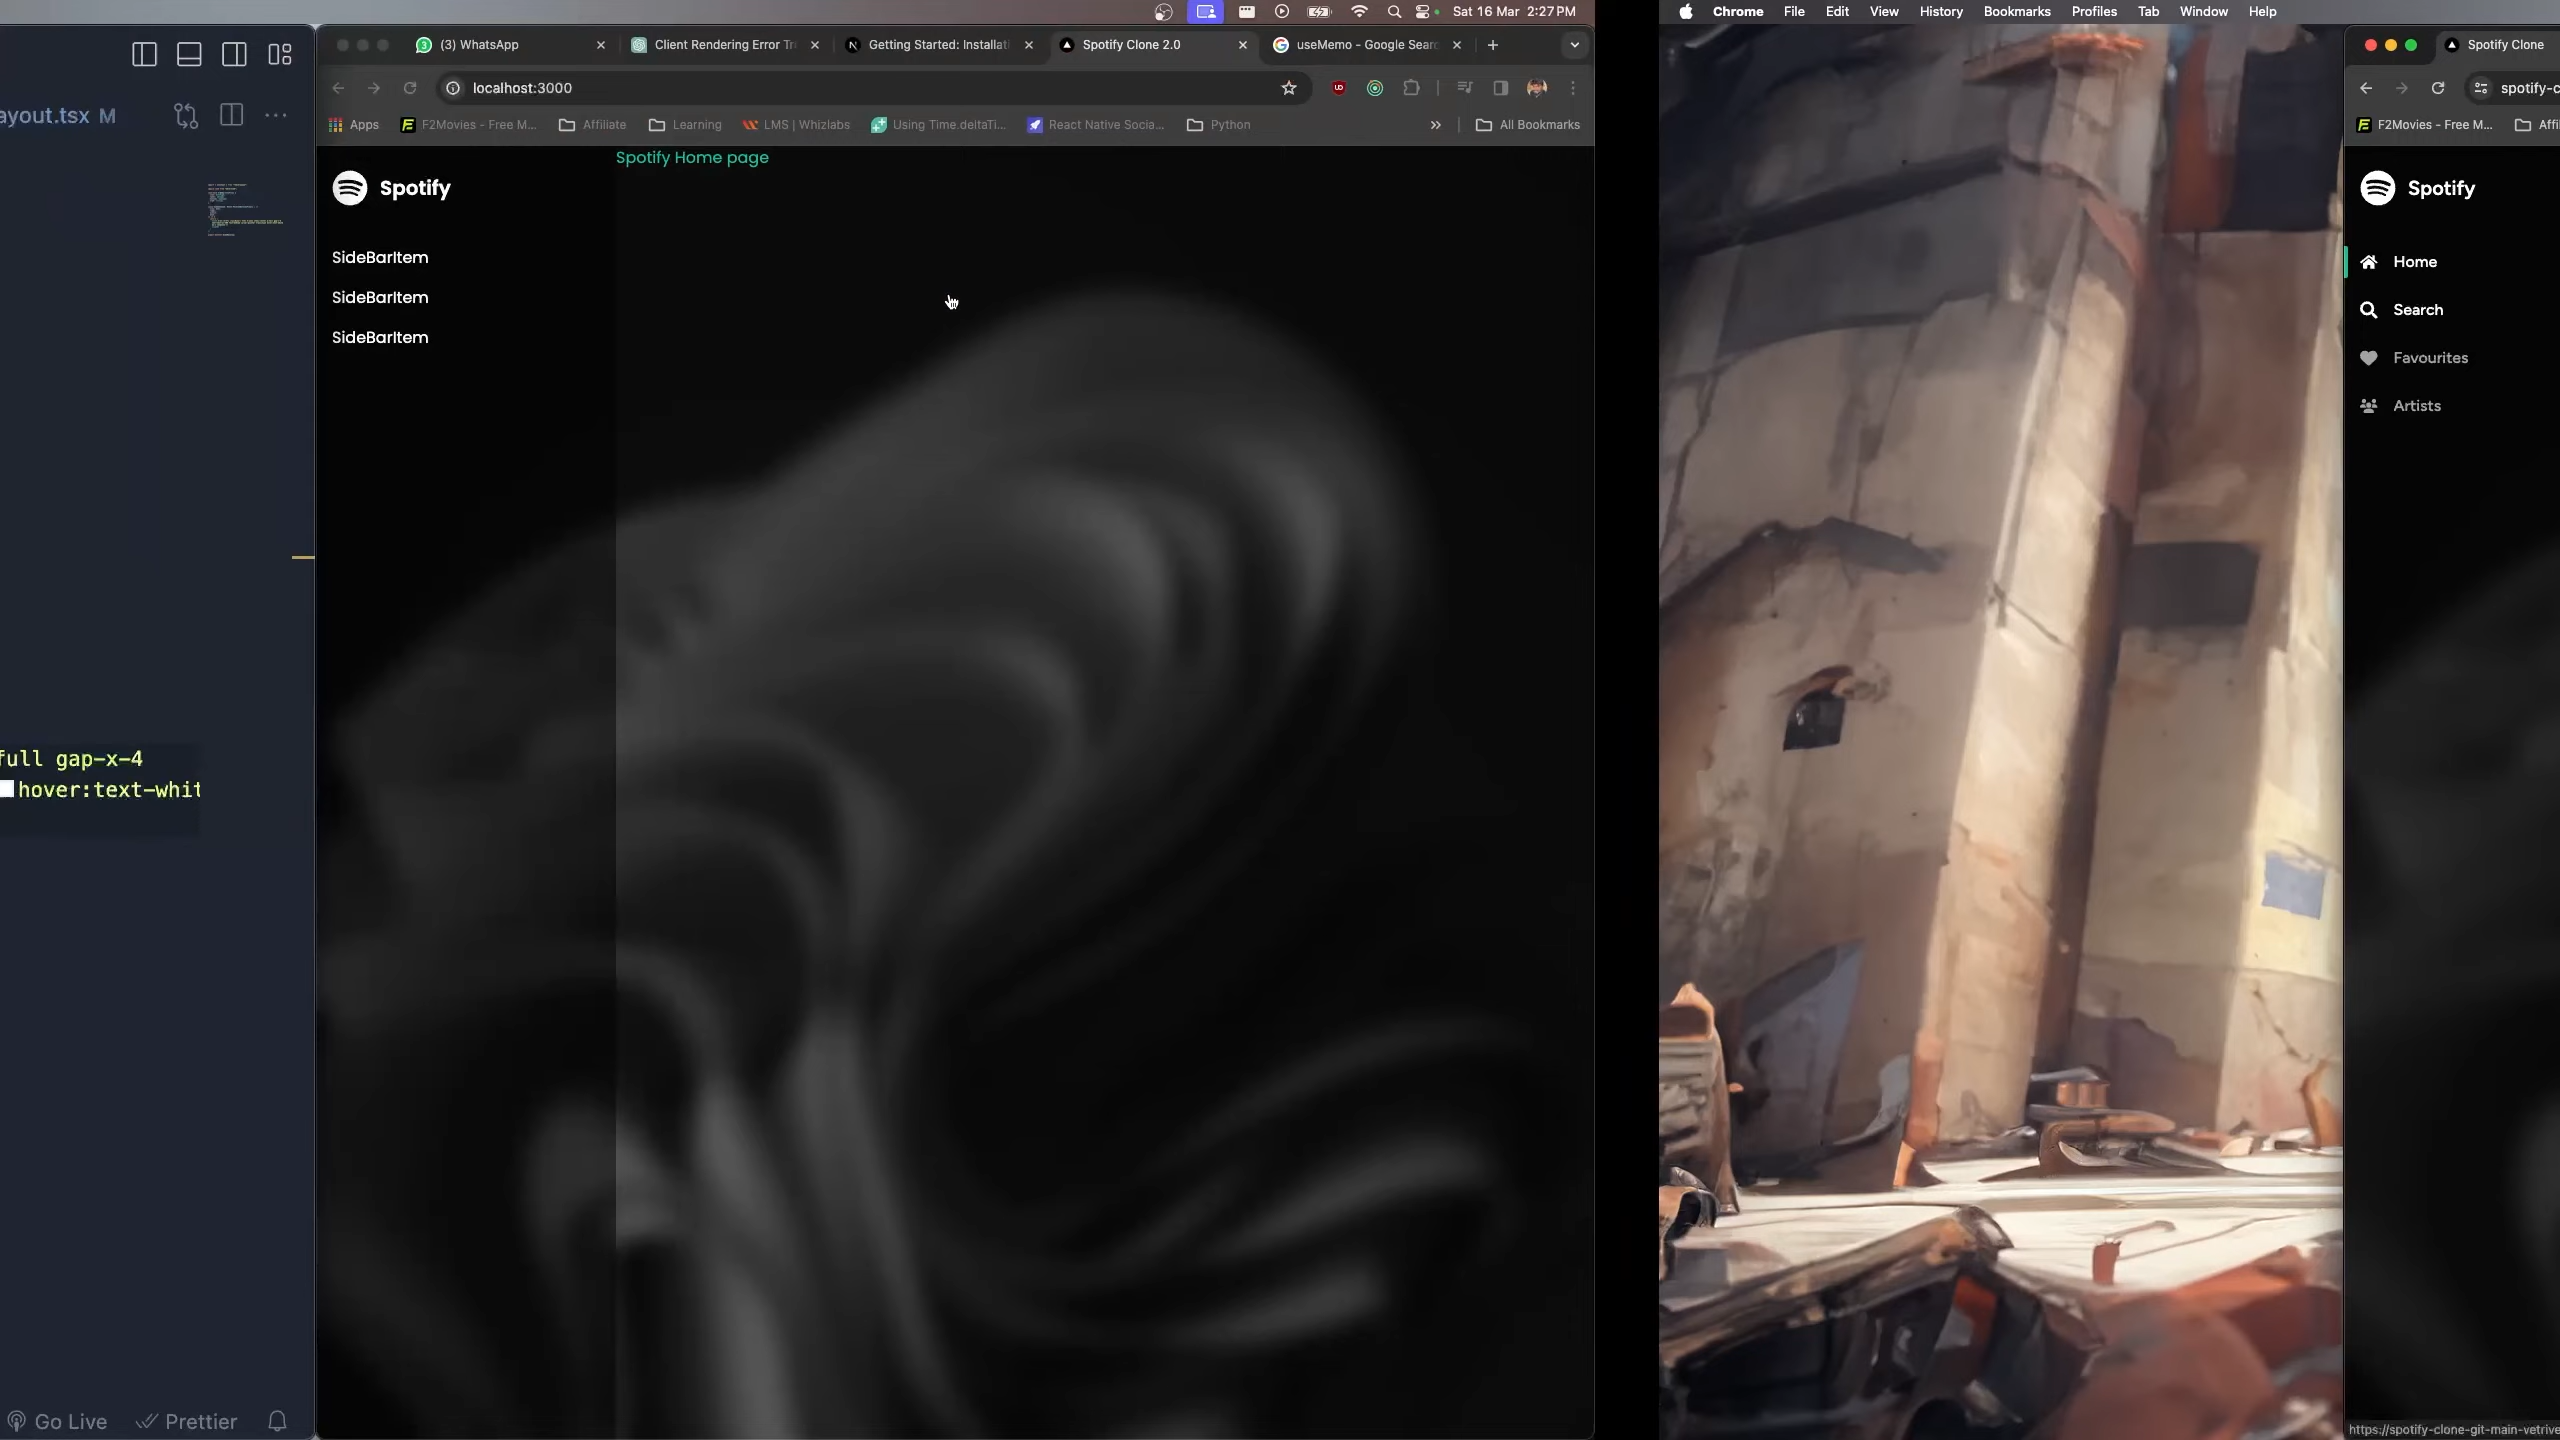 Sat 16 Mar 2:27PM
Chrome File Edit View History Bookmarks Profiles Tab Window Help
(3) WhatsApp
Client Rendering Error Tr
Getting Started: Installat
Spotify Clone 2.0
useMemo - Google Searc
Spotify Clone
localhost:3000
spotify-c
ayout.tsx M
Apps
F2Movies - Free M...
Affiliate
Learning
LMS | Whizlabs
Using Time.deltaTi...
React Native Socia...
Python
All Bookmarks
F2Movies - Free M...
Affil
Spotify Home page
Spotify
SideBarItem
SideBarItem
SideBarItem
Spotify
Home
Search
Favourites
Artists
full gap-x-4
hover:text-whit
Go Live Prettier
https://spotify-clone-git-main-vetrive